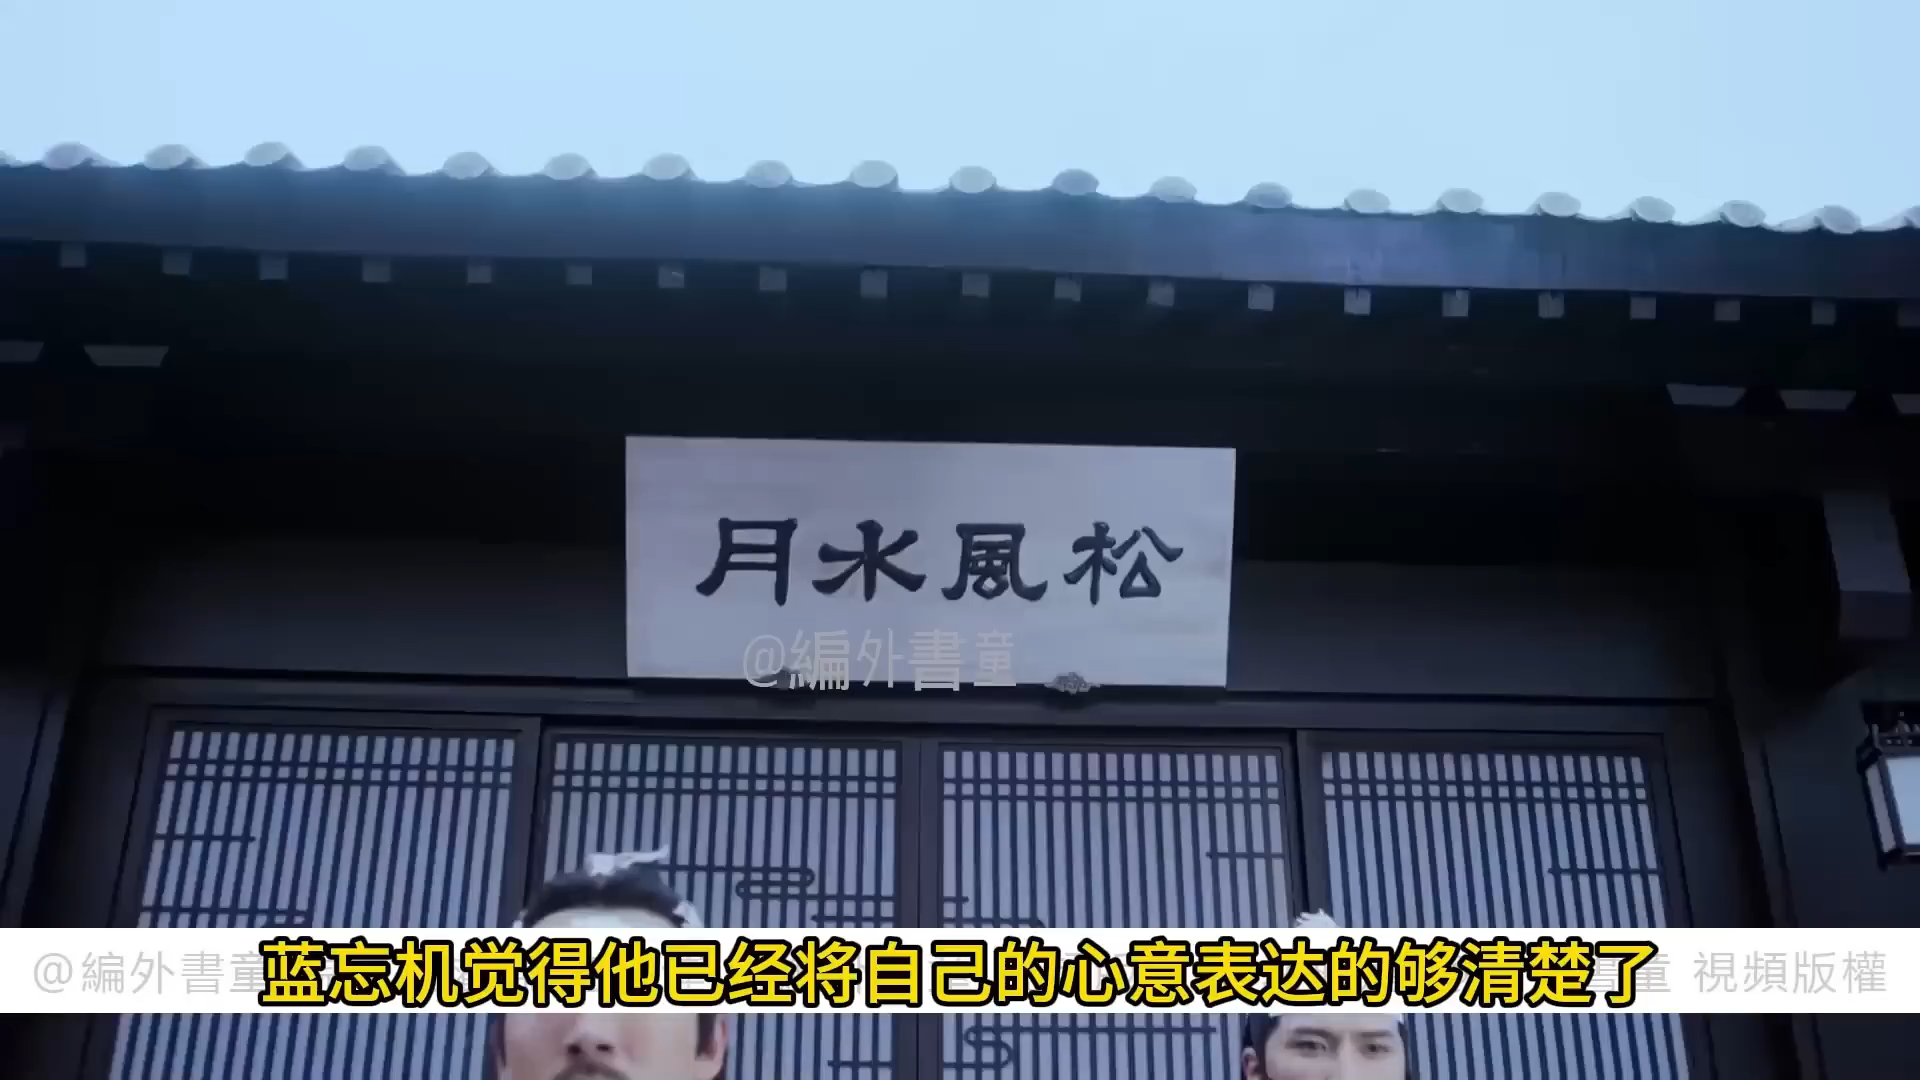 月水風松
@編外書童
@編外書童
蓝忘机觉得他已经将自己的心意表达的够清楚了
書童 視頻版權